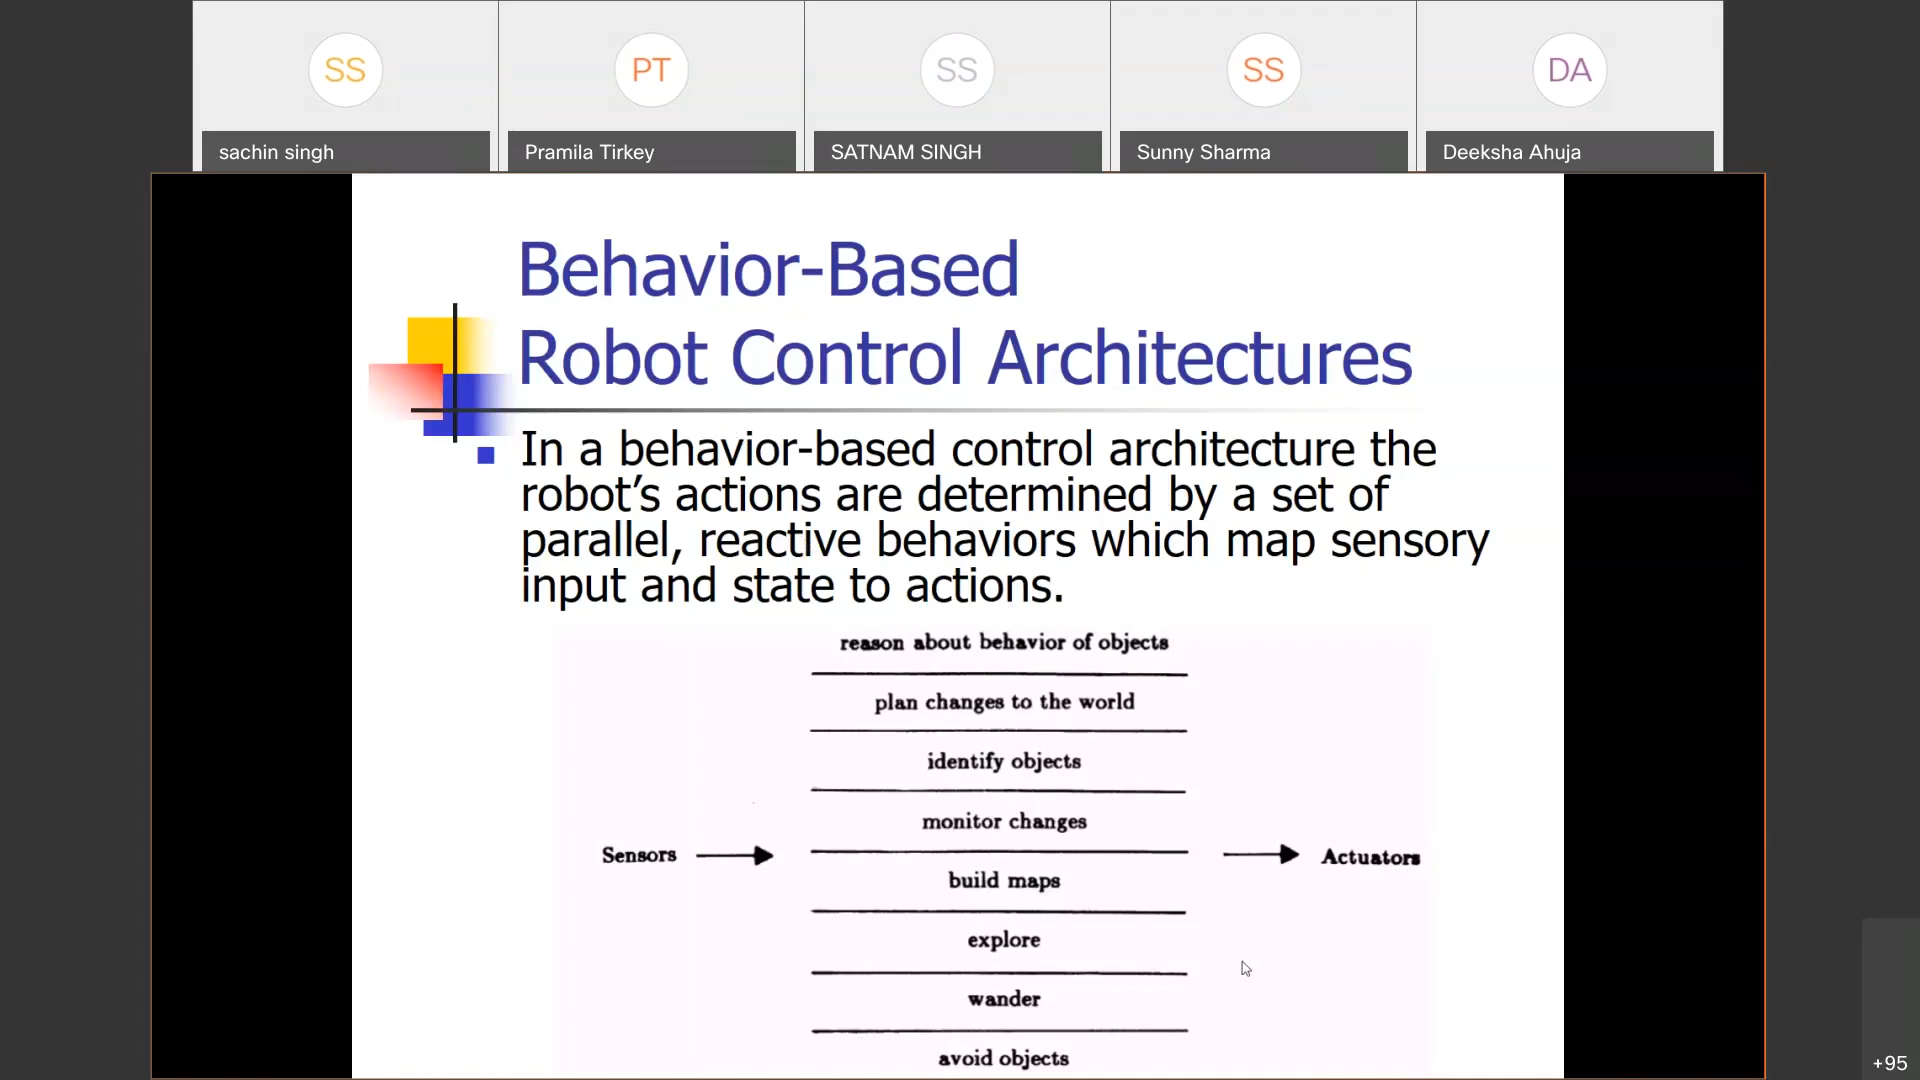 SS
PT
SS
SS
DA
sachin singh
Pramila Tirkey
SATNAM SINGH
Sunny Sharma
Deeksha Ahuja
Behavior-Based
Robot Control Architectures
In a behavior-based control architecture the
robot’s actions are determined by a set of
parallel, reactive behaviors which map sensory
input and state to actions.
reason about behavior of objects
plan changes to the world
identify objects
monitor changes
Sensors
Actuators
build maps
explore
wander
avoid objects
+95